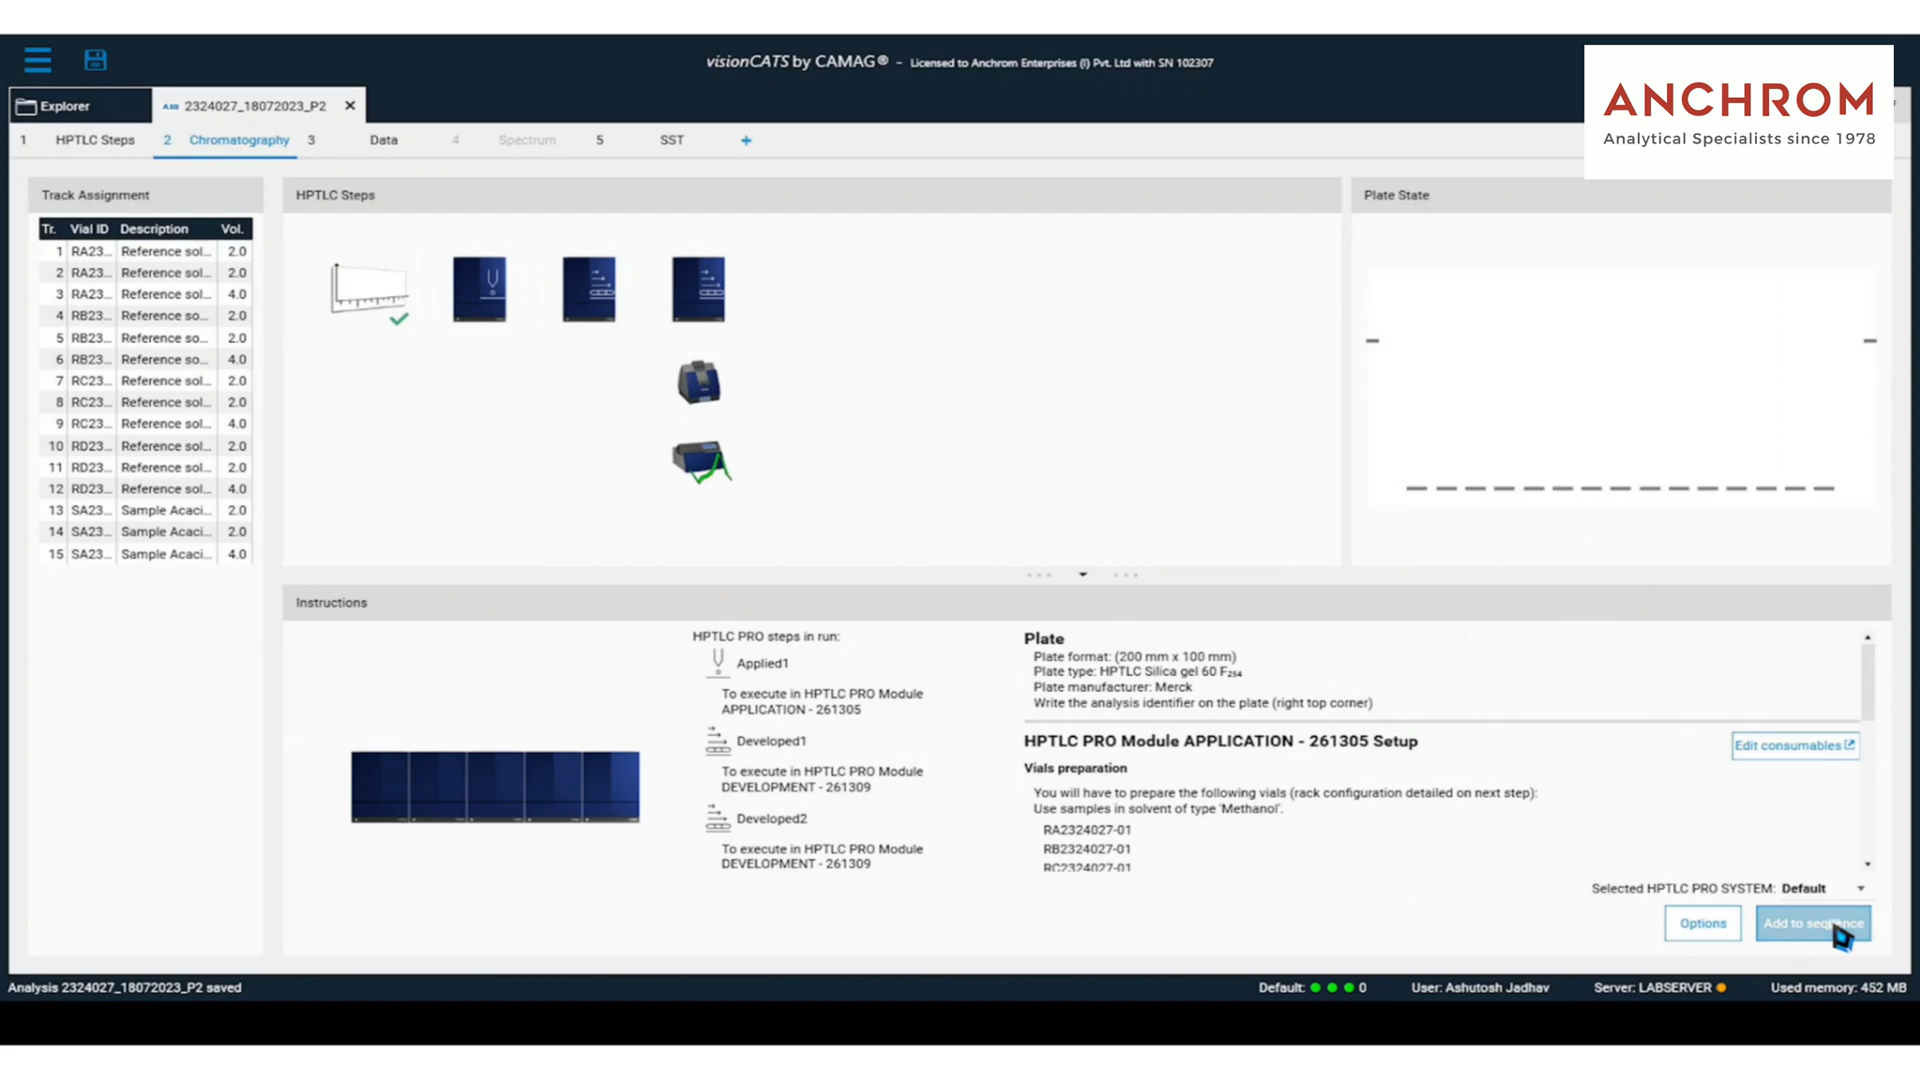 visionCATS by CAMAG® – Licensed to Anchrom Enterprises (I) Pvt. Ltd with SN 102307
ANCHROM
Analytical Specialists since 1978
Explorer
2324027_18072023_P2
1 HPTLC Steps 2 Chromatography 3 Data 4 Spectrum 5 SST +
Track Assignment
Tr. Vial ID Description Vol.
1 RA23... Reference sol... 2.0
2 RA23... Reference sol... 2.0
3 RA23... Reference sol... 4.0
4 RB23... Reference so... 2.0
5 RB23... Reference so... 2.0
6 RB23... Reference so... 4.0
7 RC23... Reference sol... 2.0
8 RC23... Reference sol... 2.0
9 RC23... Reference sol... 4.0
10 RD23... Reference sol... 2.0
11 RD23... Reference sol... 2.0
12 RD23... Reference sol... 4.0
13 SA23... Sample Acaci... 2.0
14 SA23... Sample Acaci... 2.0
15 SA23... Sample Acaci... 4.0
HPTLC Steps
Plate State
Instructions
HPTLC PRO steps in run:
Applied1
To execute in HPTLC PRO Module
APPLICATION - 261305
Developed1
To execute in HPTLC PRO Module
DEVELOPMENT - 261309
Developed2
To execute in HPTLC PRO Module
DEVELOPMENT - 261309
Plate
Plate format: (200 mm x 100 mm)
Plate type: HPTLC Silica gel 60 F₂₅₄
Plate manufacturer: Merck
Write the analysis identifier on the plate (right top corner)
HPTLC PRO Module APPLICATION - 261305 Setup
Edit consumables
Vials preparation
You will have to prepare the following vials (rack configuration detailed on next step):
Use samples in solvent of type 'Methanol'.
RA2324027-01
RB2324027-01
RC2324027-01
Selected HPTLC PRO SYSTEM: Default
Options
Add to sequence
Analysis 2324027_18072023_P2 saved
Default: 0
User: Ashutosh Jadhav
Server: LABSERVER
Used memory: 452 MB